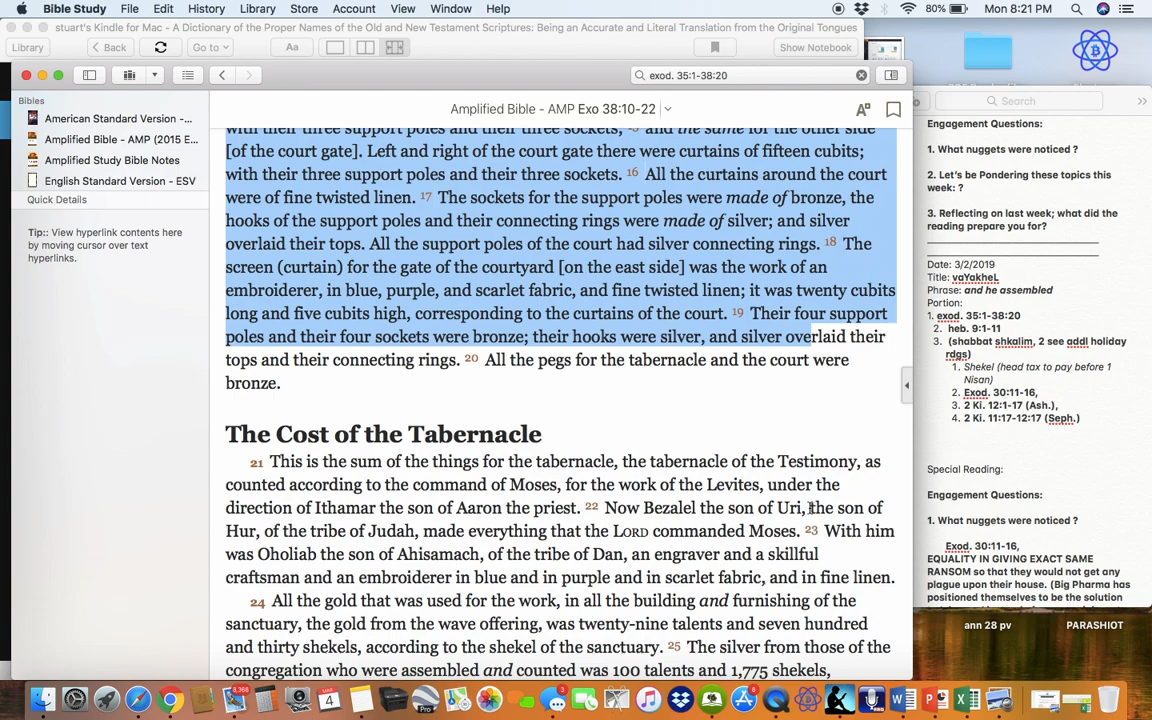 Bible Study File Edit History Library Store Account View Window Help 80% Mon 8:21 PM
stuart's Kindle for Mac - A Dictionary of the Proper Names of the Old and New Testament Scriptures: Being an Accurate and Literal Translation from the Original Tongues
Library Back Go to Aa Show Notebook
exod. 35:1-38:20
Bibles
American Standard Version -...
Amplified Bible - AMP (2015 E...
Amplified Study Bible Notes
English Standard Version - ESV
Quick Details
Tip:: View hyperlink contents here
by moving cursor over text
hyperlinks.
Amplified Bible - AMP Exo 38:10-22
with their three support poles and their three sockets, 15 and the same for the other side
[of the court gate]. Left and right of the court gate there were curtains of fifteen cubits;
with their three support poles and their three sockets. 16 All the curtains around the court
were of fine twisted linen. 17 The sockets for the support poles were made of bronze, the
hooks of the support poles and their connecting rings were made of silver; and silver
overlaid their tops. All the support poles of the court had silver connecting rings. 18 The
screen (curtain) for the gate of the courtyard [on the east side] was the work of an
embroiderer, in blue, purple, and scarlet fabric, and fine twisted linen; it was twenty cubits
long and five cubits high, corresponding to the curtains of the court. 19 Their four support
poles and their four sockets were bronze; their hooks were silver, and silver overlaid their
tops and their connecting rings. 20 All the pegs for the tabernacle and the court were
bronze.
The Cost of the Tabernacle
21 This is the sum of the things for the tabernacle, the tabernacle of the Testimony, as
counted according to the command of Moses, for the work of the Levites, under the
direction of Ithamar the son of Aaron the priest. 22 Now Bezalel the son of Uri, the son of
Hur, of the tribe of Judah, made everything that the LORD commanded Moses. 23 With him
was Oholiab the son of Ahisamach, of the tribe of Dan, an engraver and a skillful
craftsman and an embroiderer in blue and in purple and in scarlet fabric, and in fine linen.
24 All the gold that was used for the work, in all the building and furnishing of the
sanctuary, the gold from the wave offering, was twenty-nine talents and seven hundred
and thirty shekels, according to the shekel of the sanctuary. 25 The silver from those of the
congregation who were assembled and counted was 100 talents and 1,775 shekels,
Search
Engagement Questions:
1. What nuggets were noticed ?
2. Let's be Pondering these topics this
week: ?
3. Reflecting on last week; what did the
reading prepare you for?
Date: 3/2/2019
Title: vaYakheL
Phrase: and he assembled
Portion:
1. exod. 35:1-38:20
2. heb. 9:1-11
3. (shabbat shkalim, 2 see addl holiday
rdgs)
1. Shekel (head tax to pay before 1
Nisan)
2. Exod. 30:11-16,
3. 2 Ki. 12:1-17 (Ash.),
4. 2 Ki. 11:17-12:17 (Seph.)
Special Reading:
Engagement Questions:
1. What nuggets were noticed ?
Exod. 30:11-16,
EQUALITY IN GIVING EXACT SAME
RANSOM so that they would not get any
plague upon their house. (Big Pharma has
positioned themselves to be the solution
ann 28 pv PARASHIOT
8,368
MAR
4
Pro
3
6